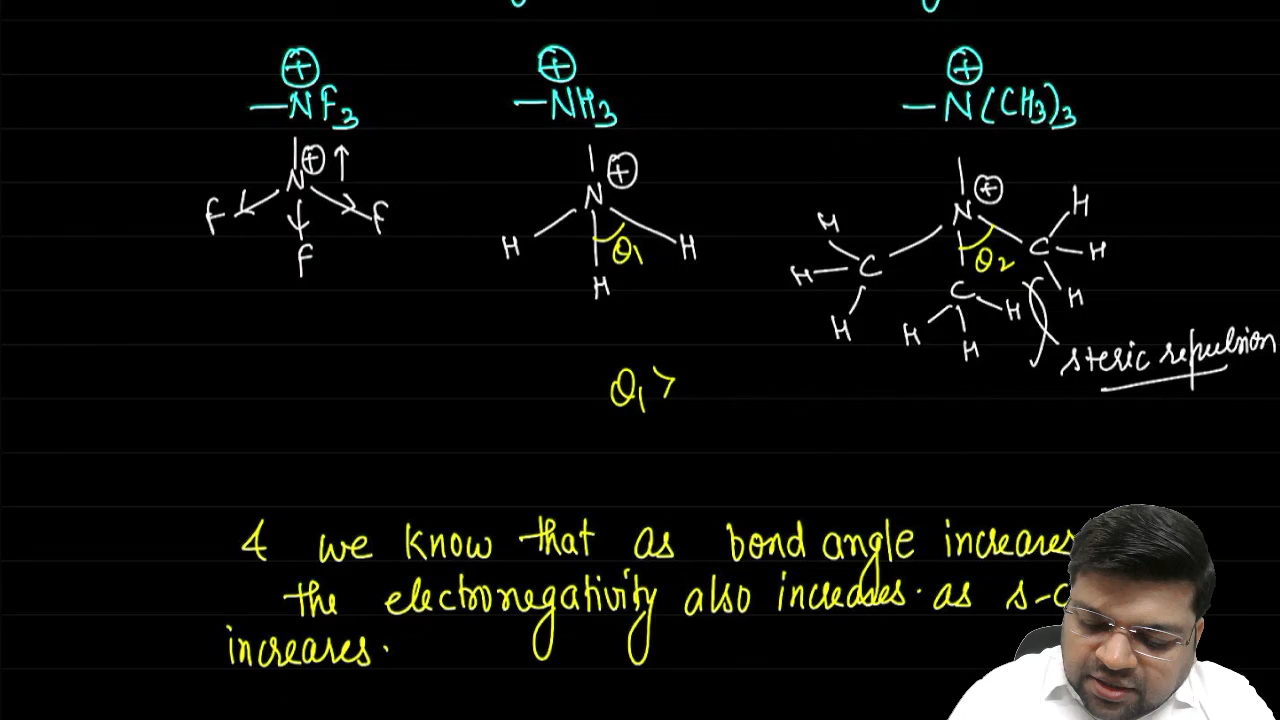 ⊕ ⊕ ⊕
—NF3 —NH3 —N(CH3)3
N⊕↑ F F F
N⊕ H H H θ1
N⊕ θ2 C H H H C H H H C H H H
steric repulsion
θ1 >
& we know that as bond angle increases
the electronegativity also increases. as s-
increases.